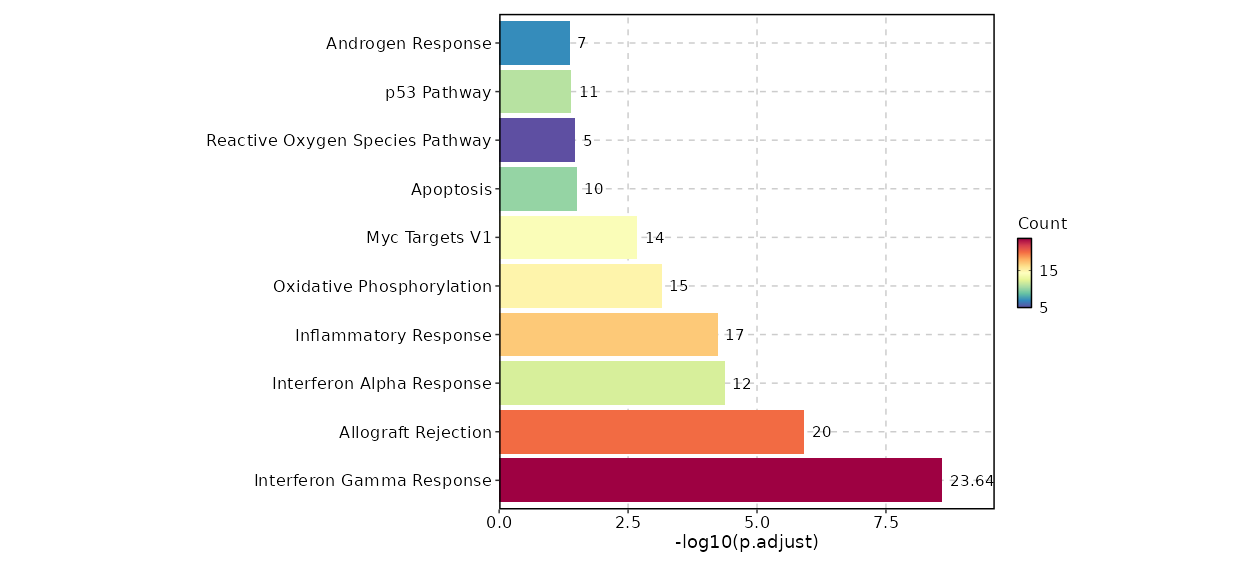 Androgen Response 7
p53 Pathway 11
Reactive Oxygen Species Pathway 5
Apoptosis 10
Myc Targets V1 14
Oxidative Phosphorylation 15
Inflammatory Response 17
Interferon Alpha Response 12
Allograft Rejection 20
Interferon Gamma Response 23.64
0.0 2.5 5.0 7.5
-log10(p.adjust)
Count
15
5